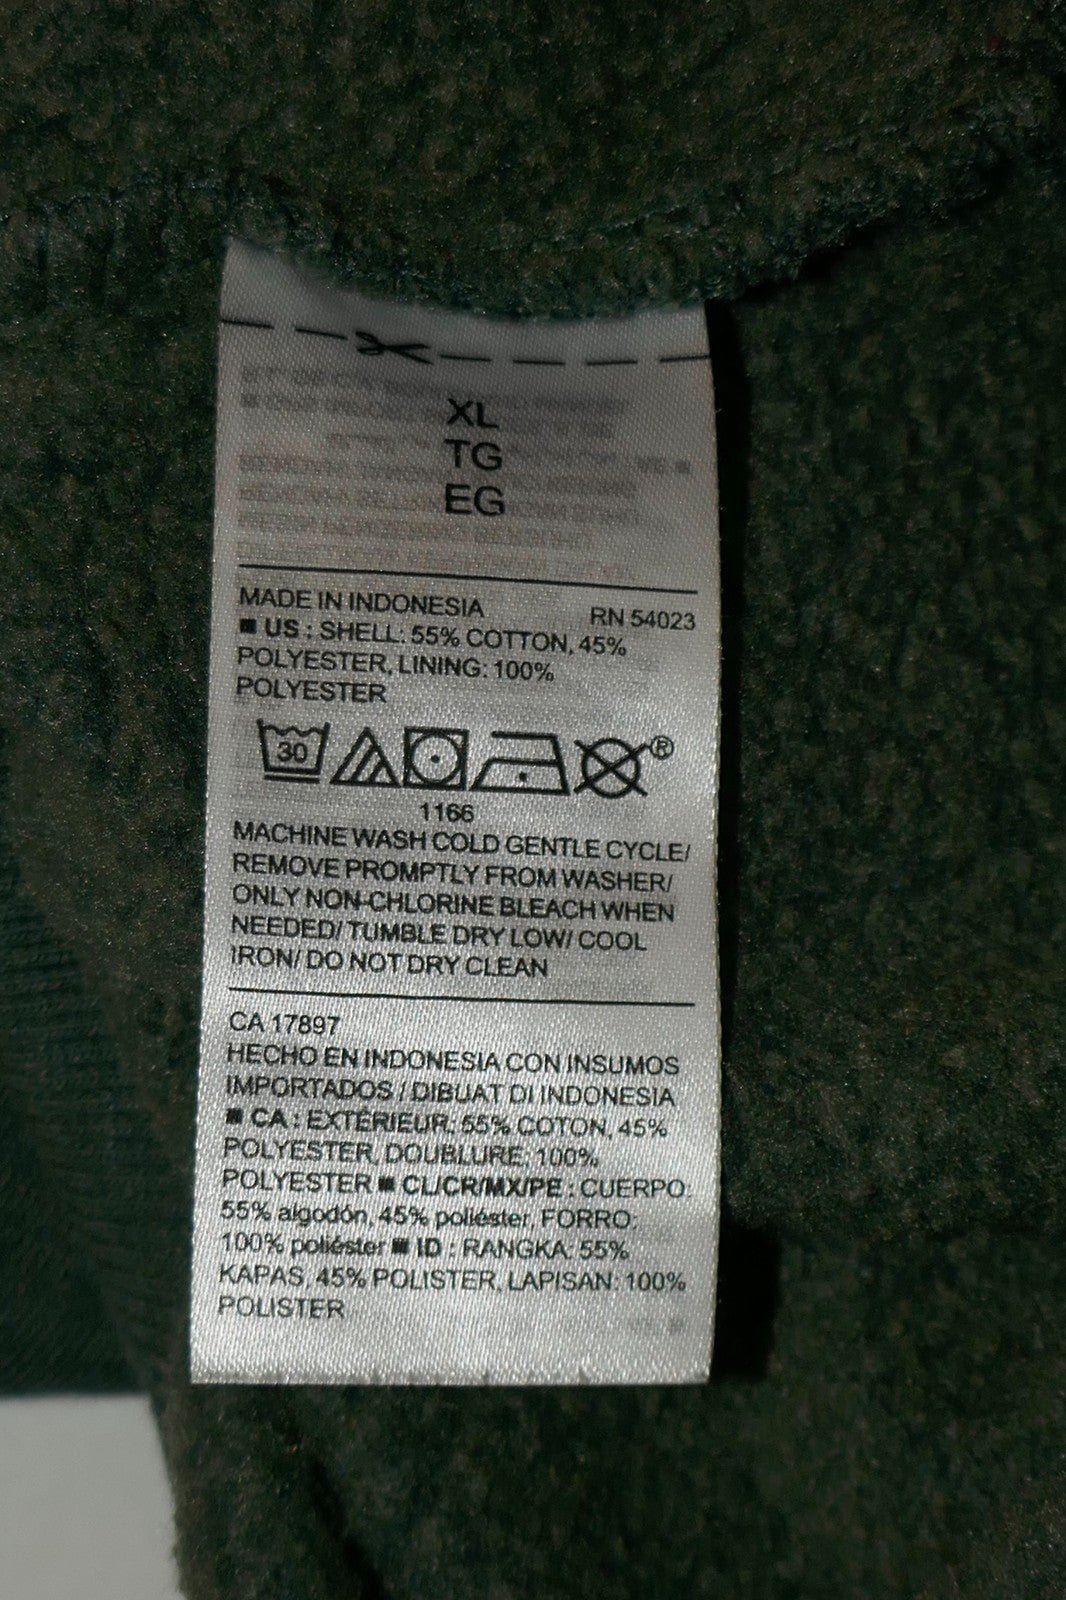 XL
TG
EG
MADE IN INDONESIA RN 54023
■ US : SHELL: 55% COTTON, 45%
POLYESTER, LINING: 100%
POLYESTER
30 ®
1166
MACHINE WASH COLD GENTLE CYCLE/
REMOVE PROMPTLY FROM WASHER/
ONLY NON-CHLORINE BLEACH WHEN
NEEDED/ TUMBLE DRY LOW/ COOL
IRON/ DO NOT DRY CLEAN
CA 17897
HECHO EN INDONESIA CON INSUMOS
IMPORTADOS / DIBUAT DI INDONESIA
■ CA : EXTÉRIEUR: 55% COTON, 45%
POLYESTER, DOUBLURE: 100%
POLYESTER ■ CL/CR/MX/PE : CUERPO:
55% algodón, 45% poliéster, FORRO:
100% poliéster ■ ID : RANGKA: 55%
KAPAS, 45% POLISTER, LAPISAN: 100%
POLISTER